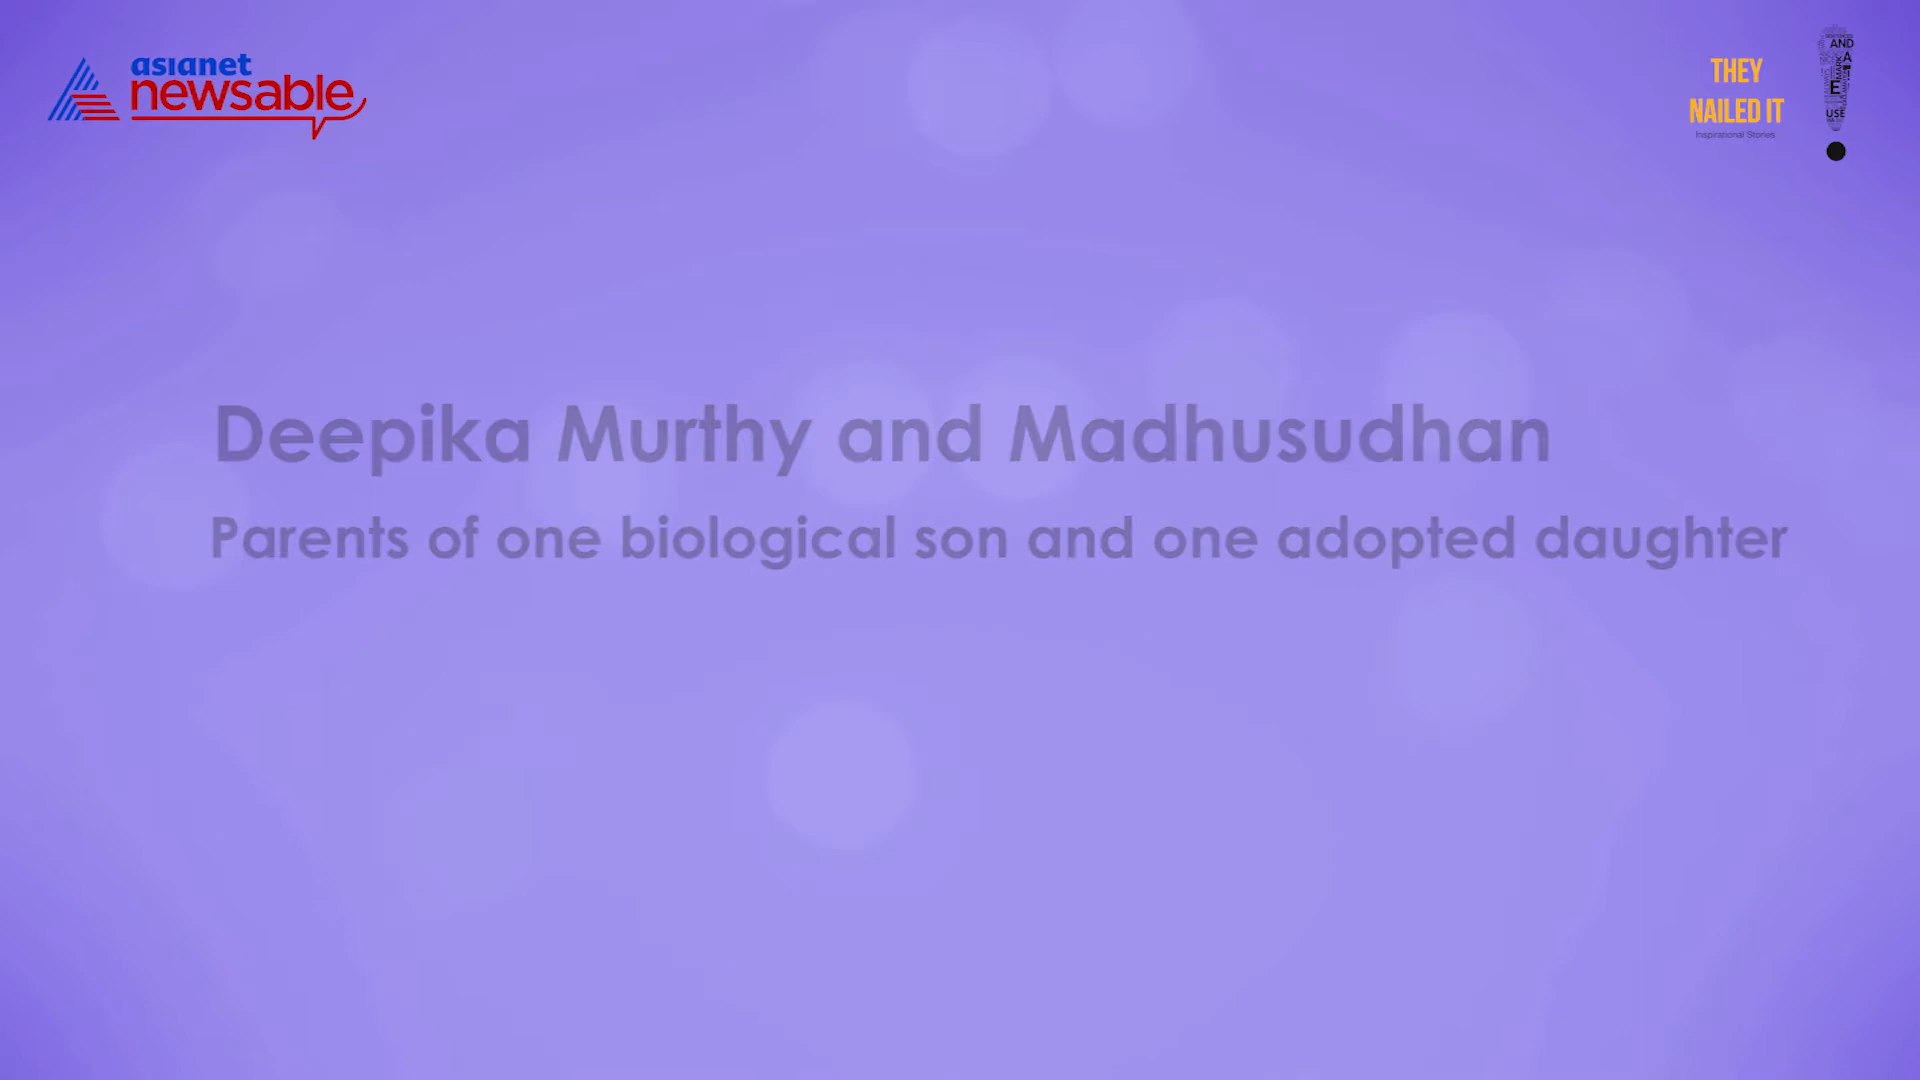 asianet
newsable
THEY
NAILED IT
Inspirational Stories
AND
A
MARK
E
USE
Deepika Murthy and Madhusudhan
Parents of one biological son and one adopted daughter